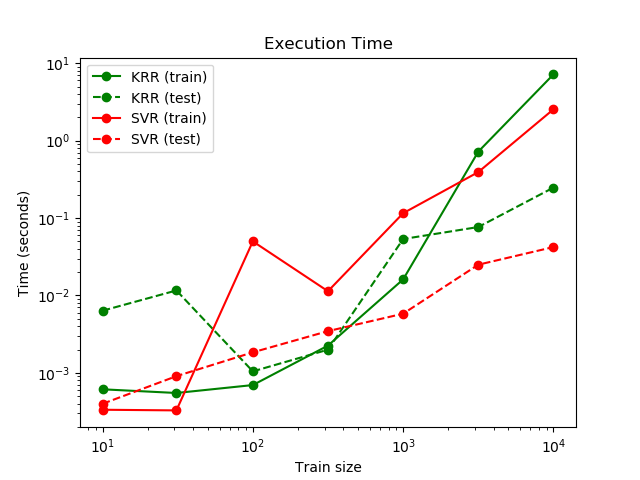 Execution Time
KRR (train)
KRR (test)
SVR (train)
SVR (test)
Time (seconds)
10¹
10⁰
10⁻¹
10⁻²
10⁻³
10¹ 10² 10³ 10⁴
Train size